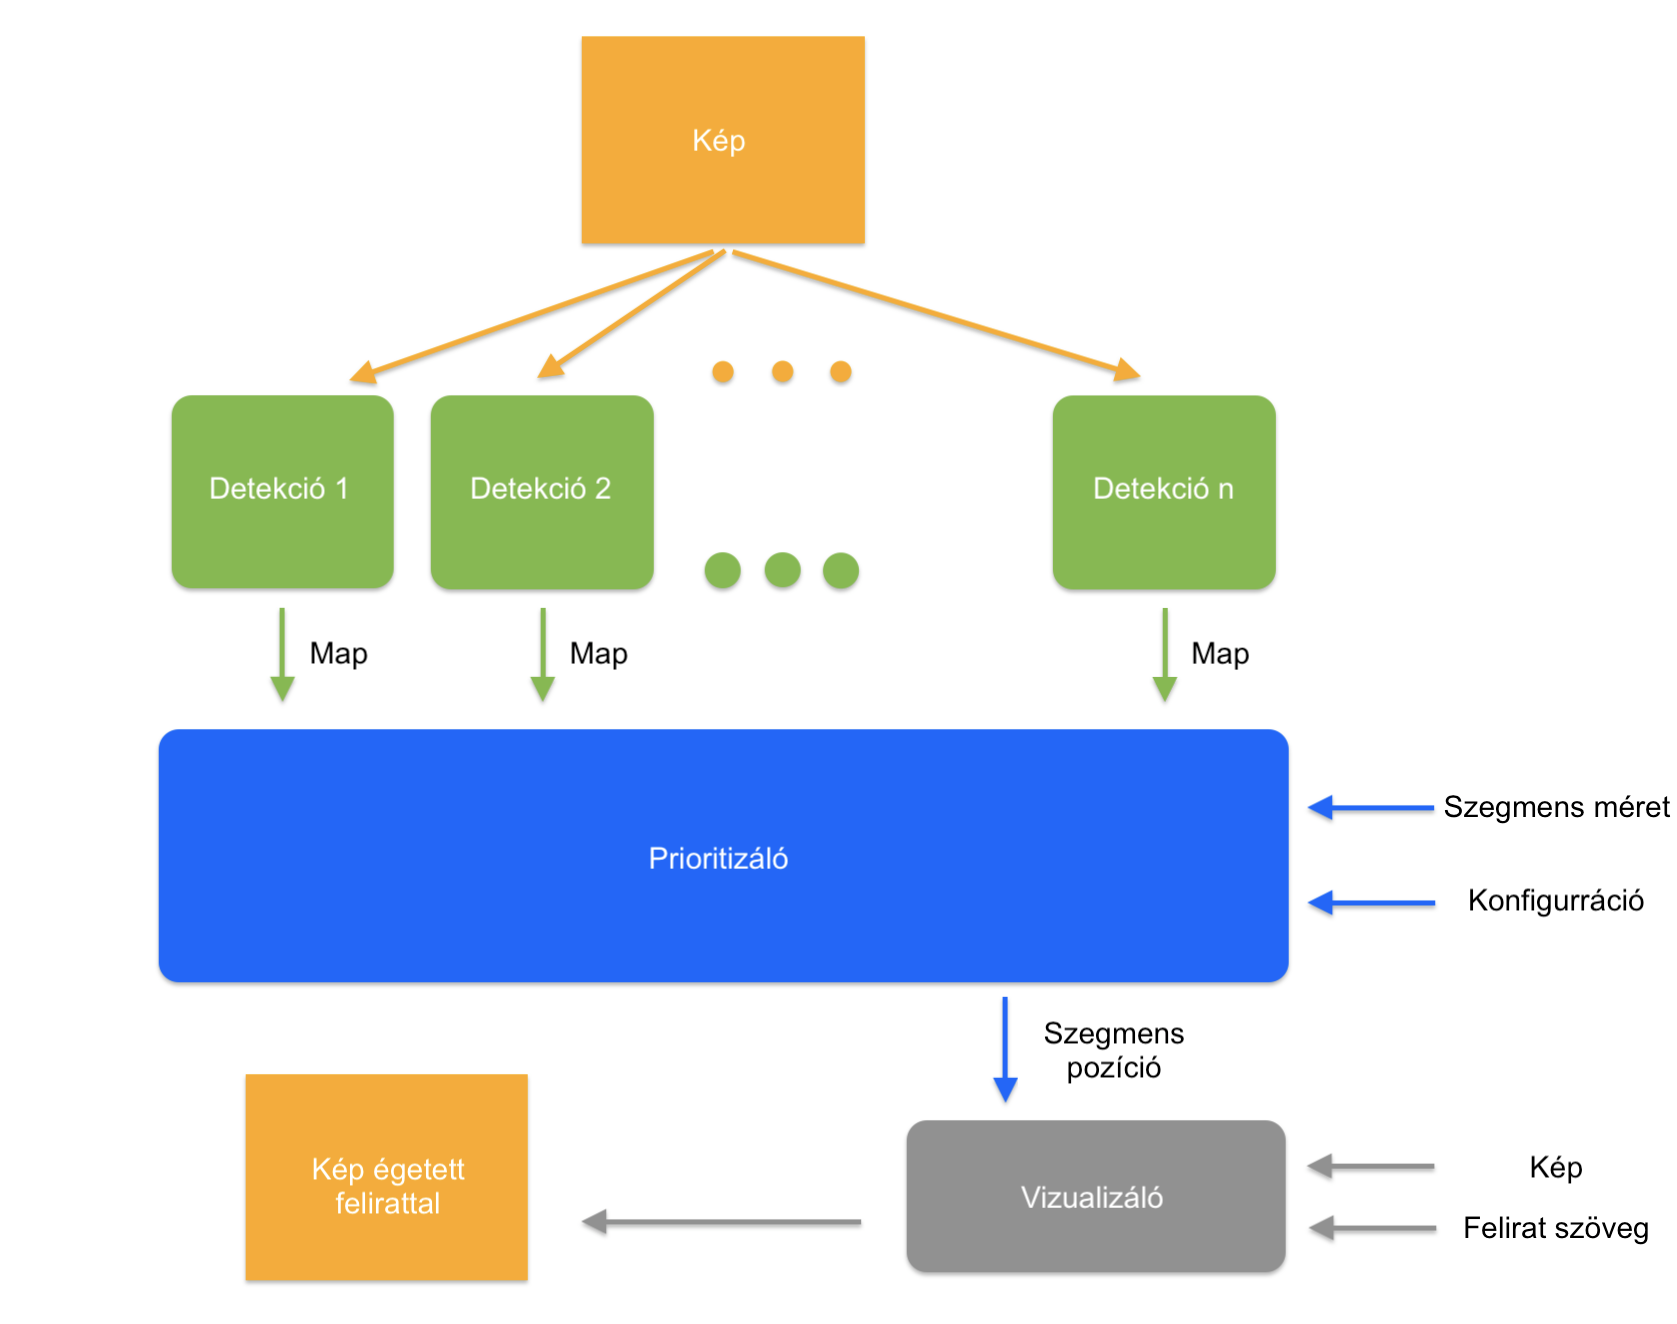 Kép
Detekció 1
Detekció 2
Detekció n
Map
Map
Map
Prioritizáló
Szegmens méret
Konfigurráció
Szegmens
pozíció
Kép égetett
felirattal
Vizualizáló
Kép
Felirat szöveg